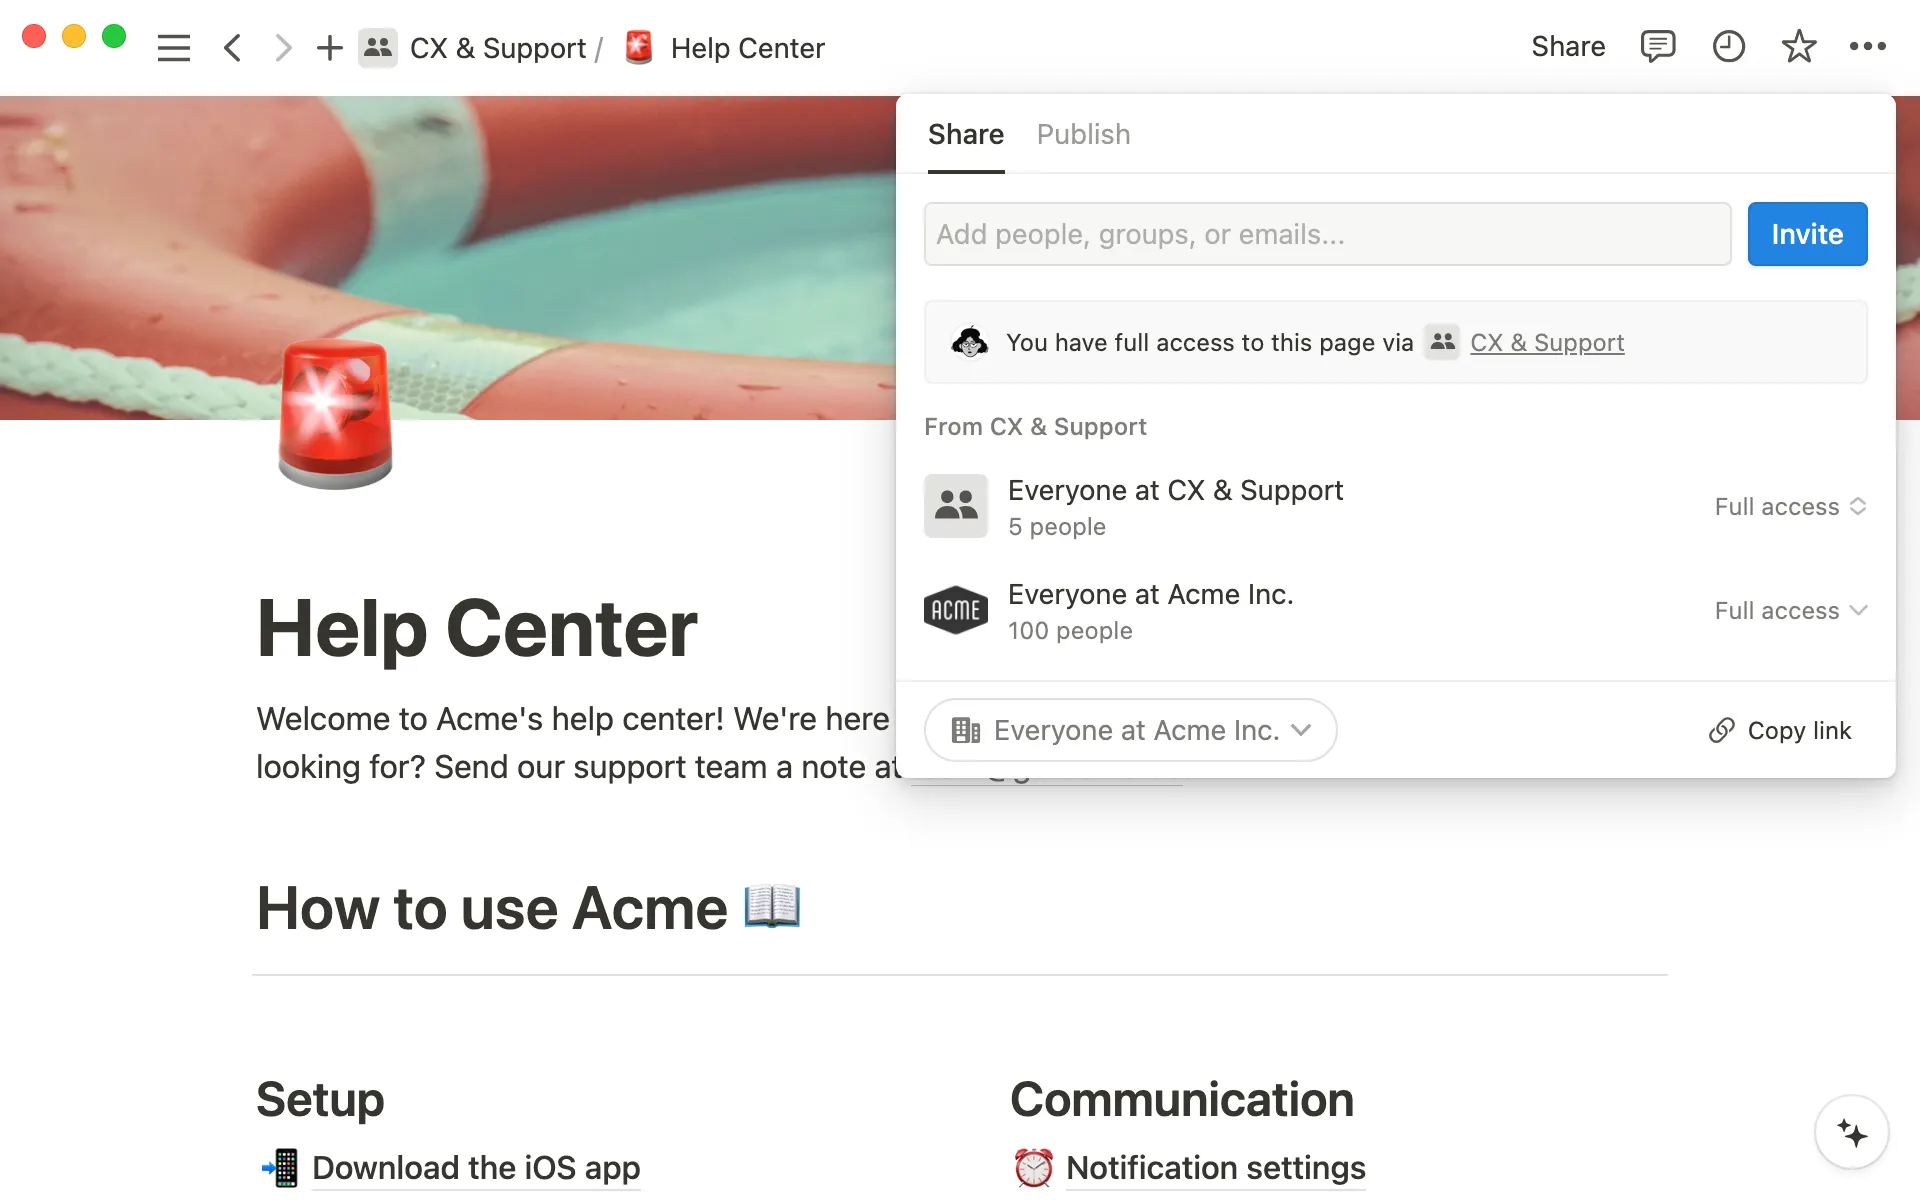 CX & Support / Help Center
Share
Share Publish
Add people, groups, or emails...
Invite
You have full access to this page via CX & Support
From CX & Support
Everyone at CX & Support
5 people
Full access
ACME
Everyone at Acme Inc.
100 people
Full access
Everyone at Acme Inc.
Copy link
Help Center
Welcome to Acme's help center! We're here
looking for? Send our support team a note at
How to use Acme
Setup
Download the iOS app
Communication
Notification settings